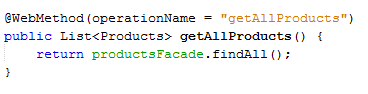 @WebMethod(operationName = "getAllProducts")
public List<Products> getAllProducts() {
    return productsFacade.findAll();
}